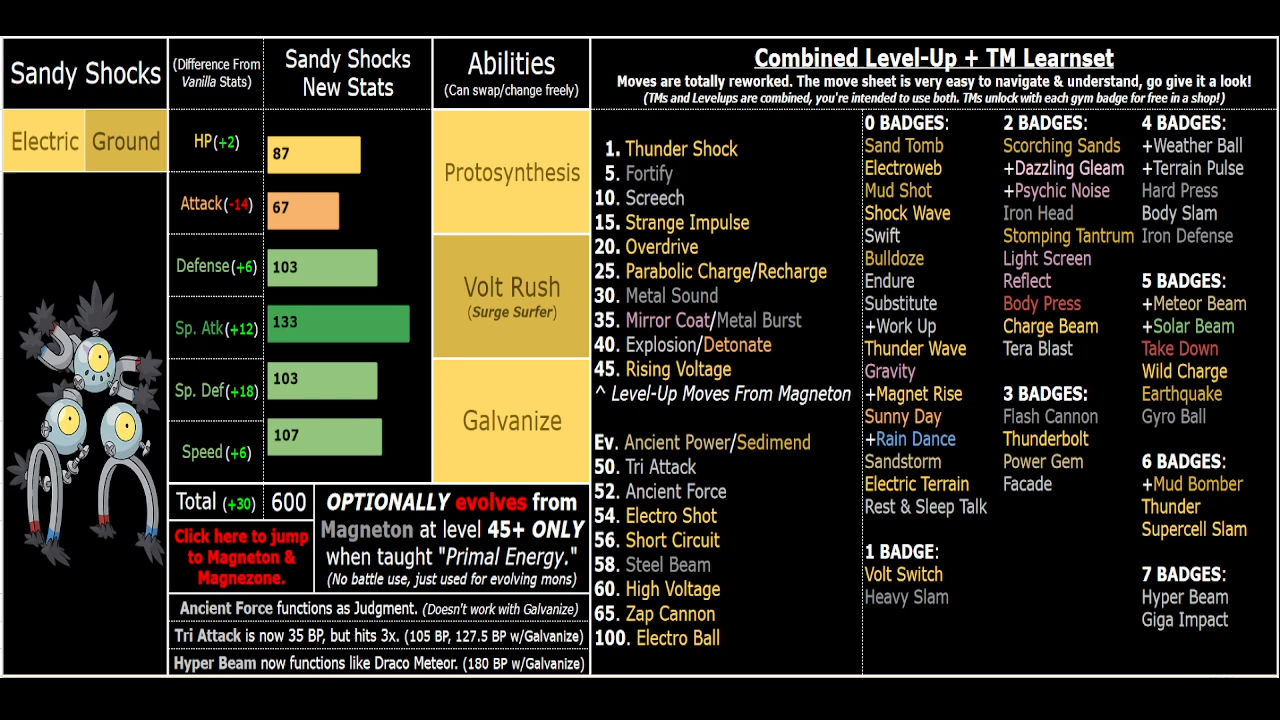 Sandy Shocks
Electric Ground
(Difference From
Vanilla Stats)
Sandy Shocks
New Stats
HP(+2)
87
Attack(-14)
67
Defense(+6)
103
Sp. Atk(+12)
133
Sp. Def(+18)
103
Speed(+6)
107
Total (+30) 600
Click here to jump
to Magneton &
Magnezone.
OPTIONALLY evolves from
Magneton at level 45+ ONLY
when taught "Primal Energy."
(No battle use, just used for evolving mons)
Ancient Force functions as Judgment. (Doesn't work with Galvanize)
Tri Attack is now 35 BP, but hits 3x. (105 BP, 127.5 BP w/Galvanize)
Hyper Beam now functions like Draco Meteor. (180 BP w/Galvanize)
Abilities
(Can swap/change freely)
Protosynthesis
Volt Rush
(Surge Surfer)
Galvanize
Combined Level-Up + TM Learnset
Moves are totally reworked. The move sheet is very easy to navigate & understand, go give it a look!
(TMs and Levelups are combined, you're intended to use both. TMs unlock with each gym badge for free in a shop!)
1. Thunder Shock
5. Fortify
10. Screech
15. Strange Impulse
20. Overdrive
25. Parabolic Charge/Recharge
30. Metal Sound
35. Mirror Coat/Metal Burst
40. Explosion/Detonate
45. Rising Voltage
^ Level-Up Moves From Magneton
Ev. Ancient Power/Sedimend
50. Tri Attack
52. Ancient Force
54. Electro Shot
56. Short Circuit
58. Steel Beam
60. High Voltage
65. Zap Cannon
100. Electro Ball
0 BADGES:
Sand Tomb
Electroweb
Mud Shot
Shock Wave
Swift
Bulldoze
Endure
Substitute
+Work Up
Thunder Wave
Gravity
+Magnet Rise
Sunny Day
+Rain Dance
Sandstorm
Electric Terrain
Rest & Sleep Talk
1 BADGE:
Volt Switch
Heavy Slam
2 BADGES:
Scorching Sands
+Dazzling Gleam
+Psychic Noise
Iron Head
Stomping Tantrum
Light Screen
Reflect
Body Press
Charge Beam
Tera Blast
3 BADGES:
Flash Cannon
Thunderbolt
Power Gem
Facade
4 BADGES:
+Weather Ball
+Terrain Pulse
Hard Press
Body Slam
Iron Defense
5 BADGES:
+Meteor Beam
+Solar Beam
Take Down
Wild Charge
Earthquake
Gyro Ball
6 BADGES:
+Mud Bomber
Thunder
Supercell Slam
7 BADGES:
Hyper Beam
Giga Impact